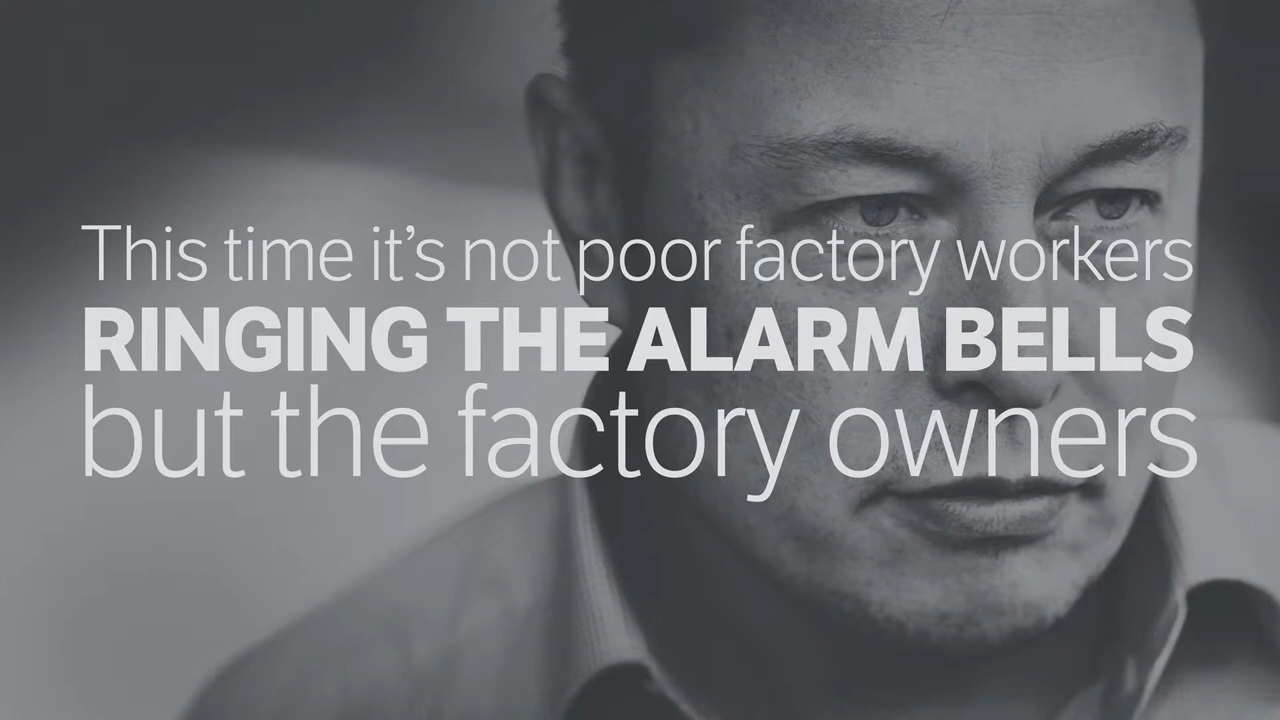 This time it’s not poor factory workers
RINGING THE ALARM BELLS
but the factory owners